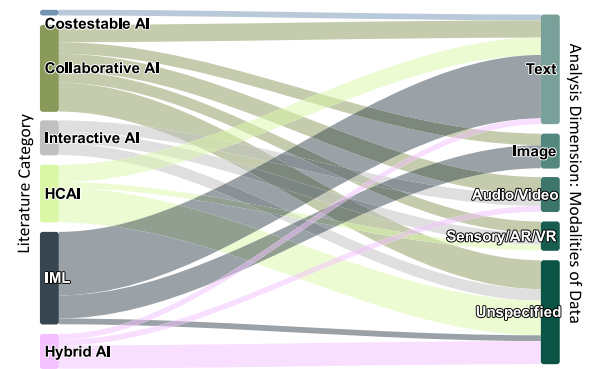 Costestable AI
Collaborative AI
Interactive AI
HCAI
IML
Hybrid AI
Literature Category
Text
Image
Audio/Video
Sensory/AR/VR
Unspecified
Analysis Dimension: Modalities of Data